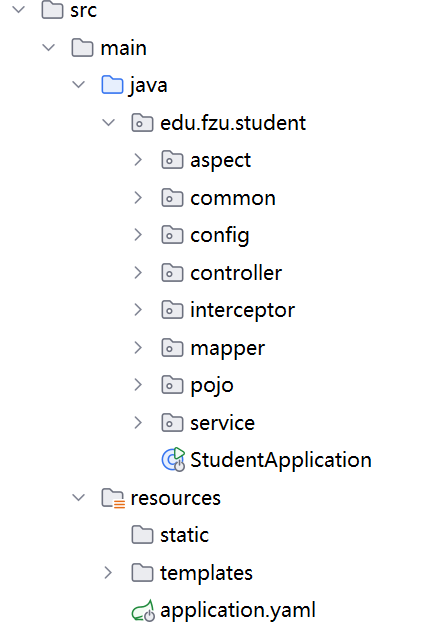 src
main
java
edu.fzu.student
aspect
common
config
controller
interceptor
mapper
pojo
service
StudentApplication
resources
static
templates
application.yaml